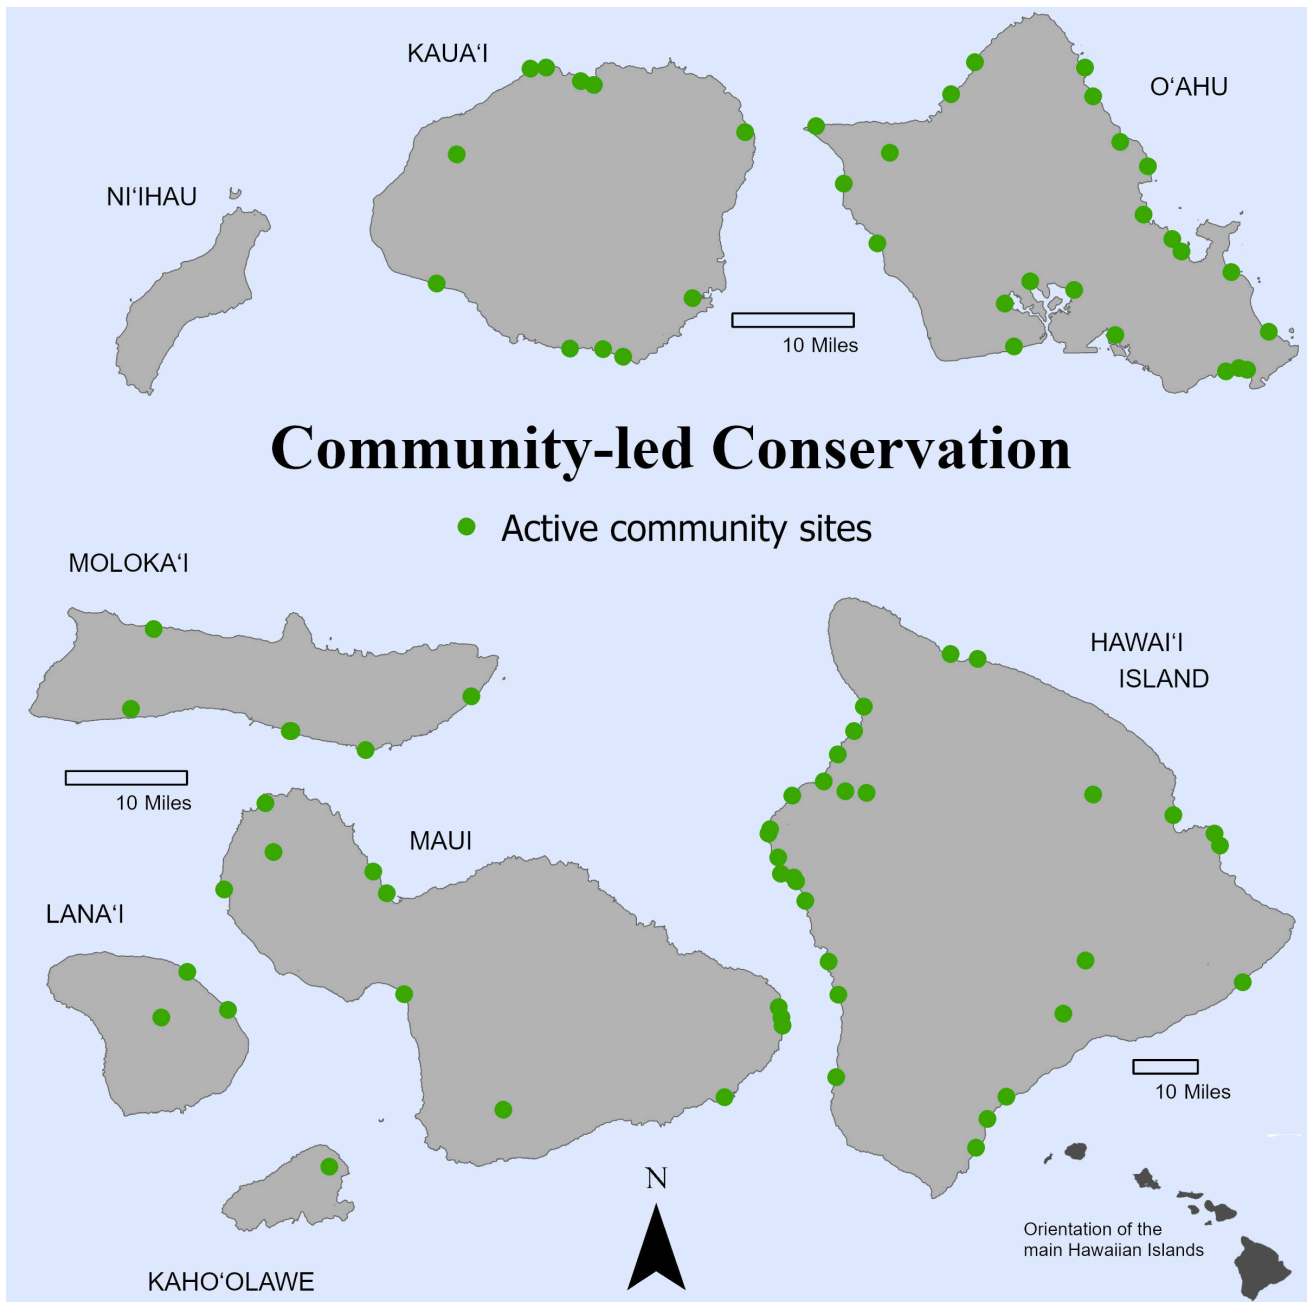 KAUAʻI
OʻAHU
NIʻIHAU
10 Miles
Community-led Conservation
Active community sites
MOLOKAʻI
HAWAIʻI
ISLAND
10 Miles
MAUI
LANAʻI
10 Miles
N
Orientation of the
main Hawaiian Islands
KAHOʻOLAWE